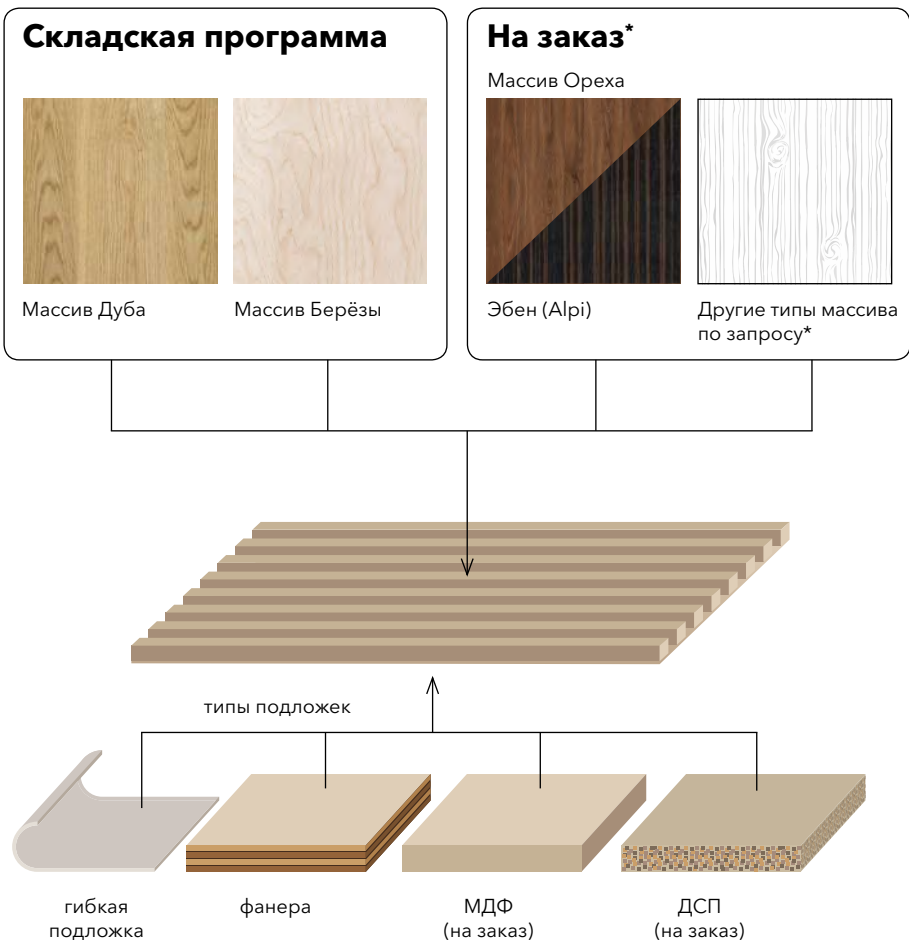 Складская программа
На заказ*
Массив Ореха
Массив Дуба
Массив Берёзы
Эбен (Alpi)
Другие типы массива
по запросу*
типы подложек
гибкая
подложка
фанера
МДФ
(на заказ)
ДСП
(на заказ)